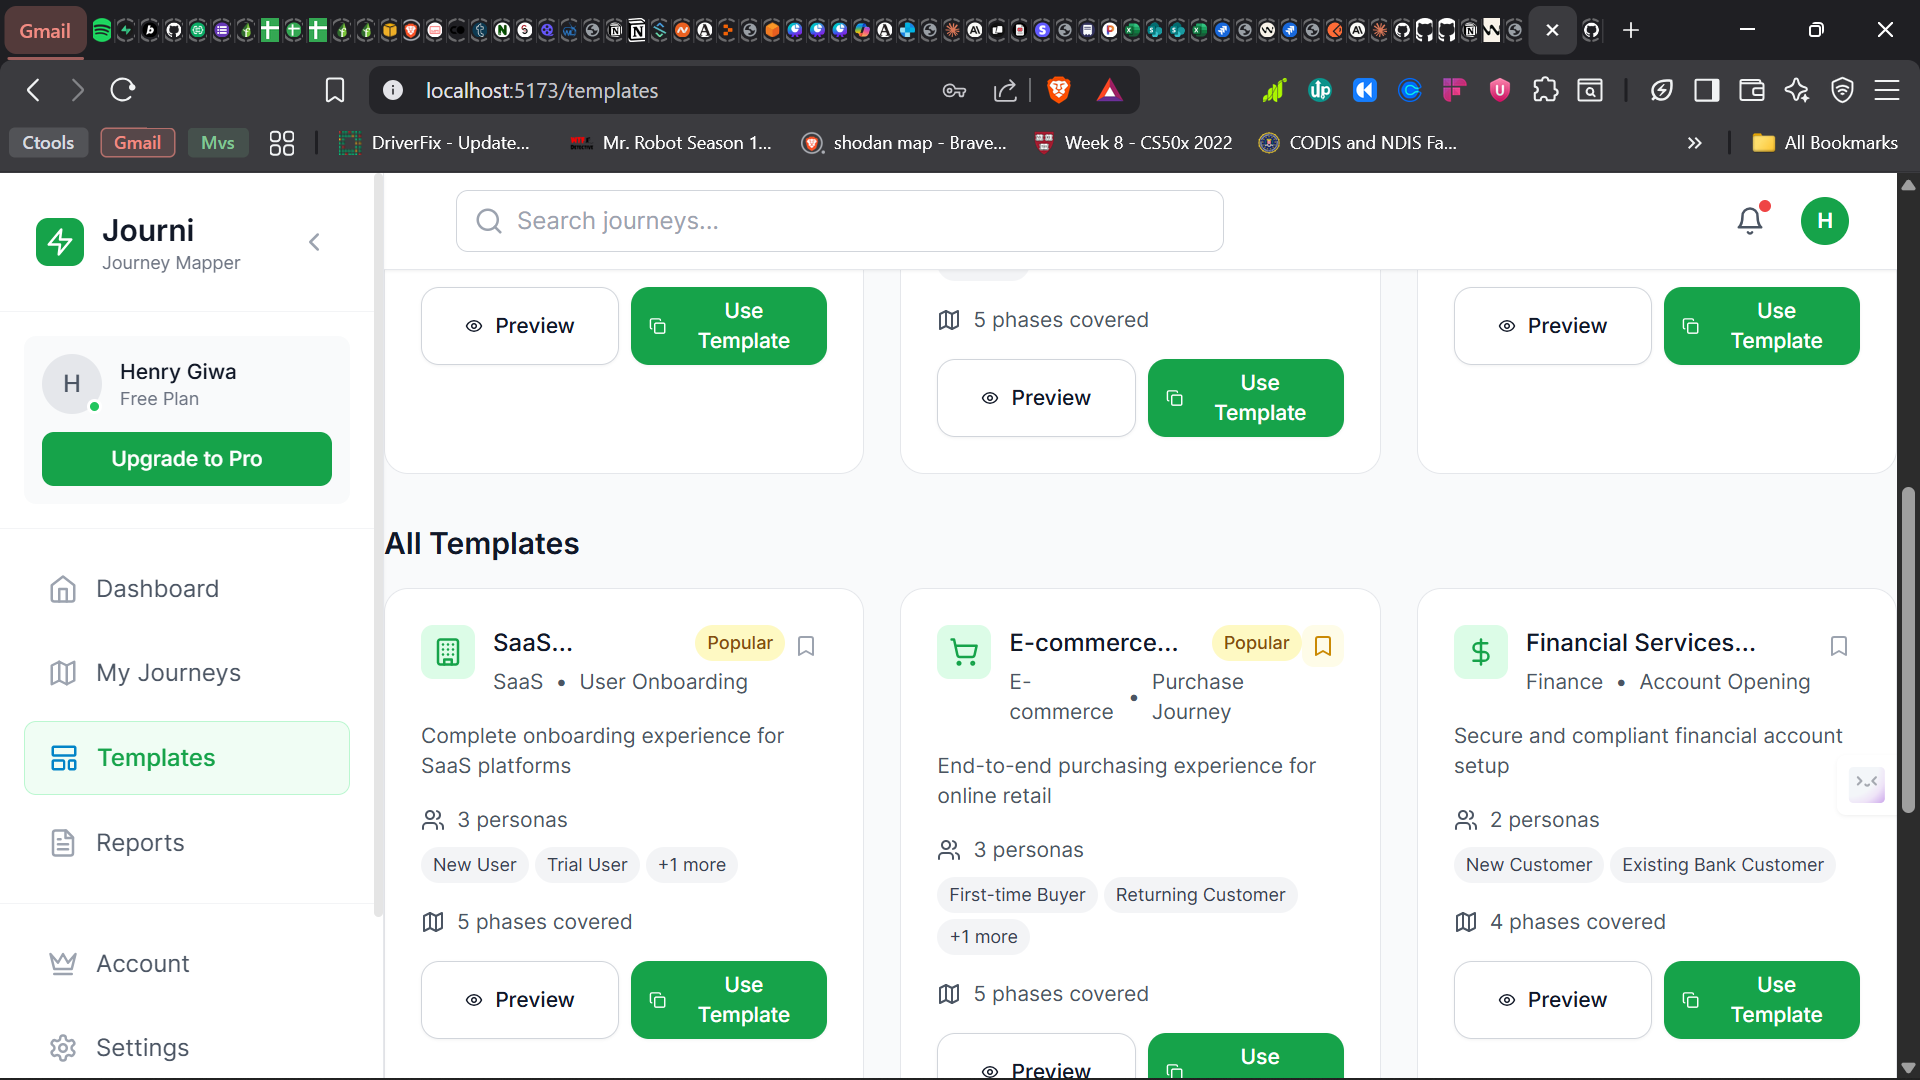 Gmail
localhost:5173/templates
Ctools
Gmail
Mvs
DriverFix - Update...
Mr. Robot Season 1...
shodan map - Brave...
Week 8 - CS50x 2022
CODIS and NDIS Fa...
All Bookmarks
Journi
Journey Mapper
Search journeys...
H
H
Henry Giwa
Free Plan
Upgrade to Pro
Dashboard
My Journeys
Templates
Reports
Account
Settings
Preview
Use
Template
5 phases covered
Preview
Use
Template
Preview
Use
Template
All Templates
SaaS...
Popular
SaaS • User Onboarding
Complete onboarding experience for
SaaS platforms
3 personas
New User
Trial User
+1 more
5 phases covered
Preview
Use
Template
E-commerce...
Popular
E-
commerce
•
Purchase
Journey
End-to-end purchasing experience for
online retail
3 personas
First-time Buyer
Returning Customer
+1 more
5 phases covered
Preview
Use
Financial Services...
Finance • Account Opening
Secure and compliant financial account
setup
2 personas
New Customer
Existing Bank Customer
4 phases covered
Preview
Use
Template